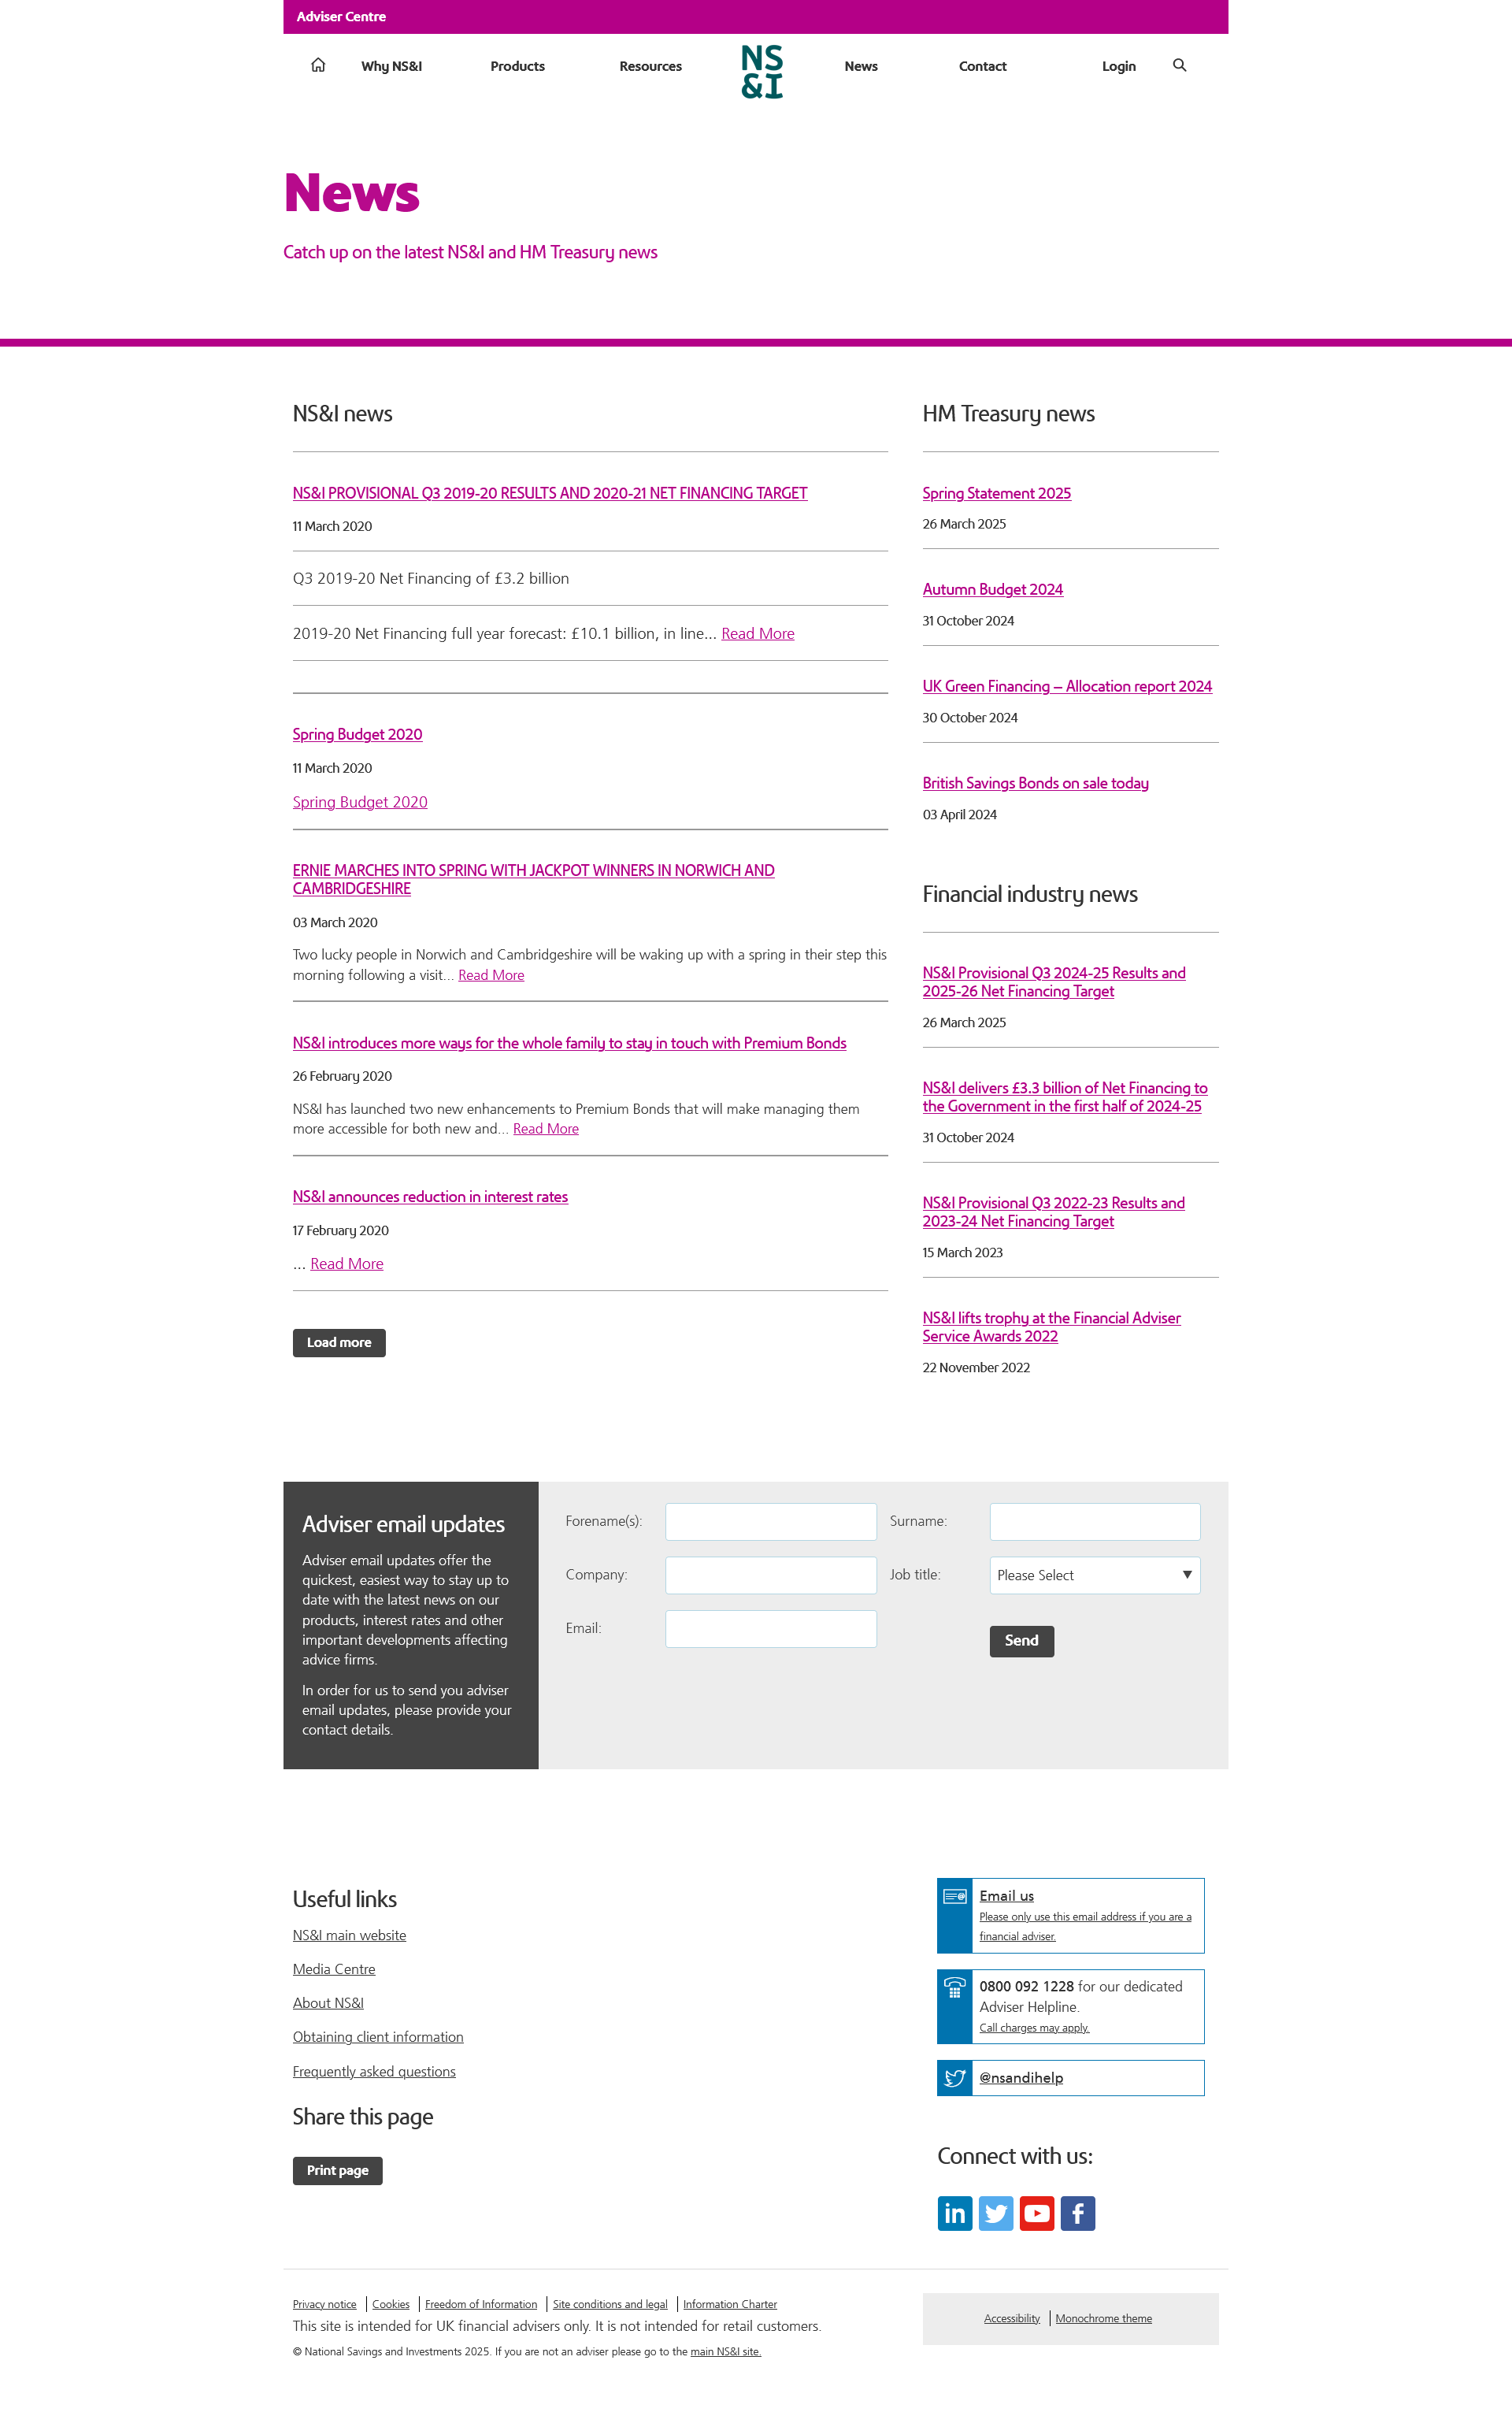 Adviser Centre
Why NS&I
Products
Resources
NS
&I
News
Contact
Login
News
Catch up on the latest NS&I and HM Treasury news
NS&I news
NS&I PROVISIONAL Q3 2019-20 RESULTS AND 2020-21 NET FINANCING TARGET
11 March 2020
Q3 2019-20 Net Financing of £3.2 billion
2019-20 Net Financing full year forecast: £10.1 billion, in line... Read More
Spring Budget 2020
11 March 2020
Spring Budget 2020
ERNIE MARCHES INTO SPRING WITH JACKPOT WINNERS IN NORWICH AND
CAMBRIDGESHIRE
03 March 2020
Two lucky people in Norwich and Cambridgeshire will be waking up with a spring in their step this
morning following a visit... Read More
NS&I introduces more ways for the whole family to stay in touch with Premium Bonds
26 February 2020
NS&I has launched two new enhancements to Premium Bonds that will make managing them
more accessible for both new and... Read More
NS&I announces reduction in interest rates
17 February 2020
... Read More
Load more
HM Treasury news
Spring Statement 2025
26 March 2025
Autumn Budget 2024
31 October 2024
UK Green Financing – Allocation report 2024
30 October 2024
British Savings Bonds on sale today
03 April 2024
Financial industry news
NS&I Provisional Q3 2024-25 Results and
2025-26 Net Financing Target
26 March 2025
NS&I delivers £3.3 billion of Net Financing to
the Government in the first half of 2024-25
31 October 2024
NS&I Provisional Q3 2022-23 Results and
2023-24 Net Financing Target
15 March 2023
NS&I lifts trophy at the Financial Adviser
Service Awards 2022
22 November 2022
Adviser email updates
Adviser email updates offer the
quickest, easiest way to stay up to
date with the latest news on our
products, interest rates and other
important developments affecting
advice firms.
In order for us to send you adviser
email updates, please provide your
contact details.
Forename(s):
Surname:
Company:
Job title:
Please Select
Email:
Send
Useful links
NS&I main website
Media Centre
About NS&I
Obtaining client information
Frequently asked questions
Share this page
Print page
Email us
Please only use this email address if you are a
financial adviser.
0800 092 1228 for our dedicated
Adviser Helpline.
Call charges may apply.
@nsandihelp
Connect with us:
Privacy notice
Cookies
Freedom of Information
Site conditions and legal
Information Charter
This site is intended for UK financial advisers only. It is not intended for retail customers.
© National Savings and Investments 2025. If you are not an adviser please go to the main NS&I site.
Accessibility
Monochrome theme